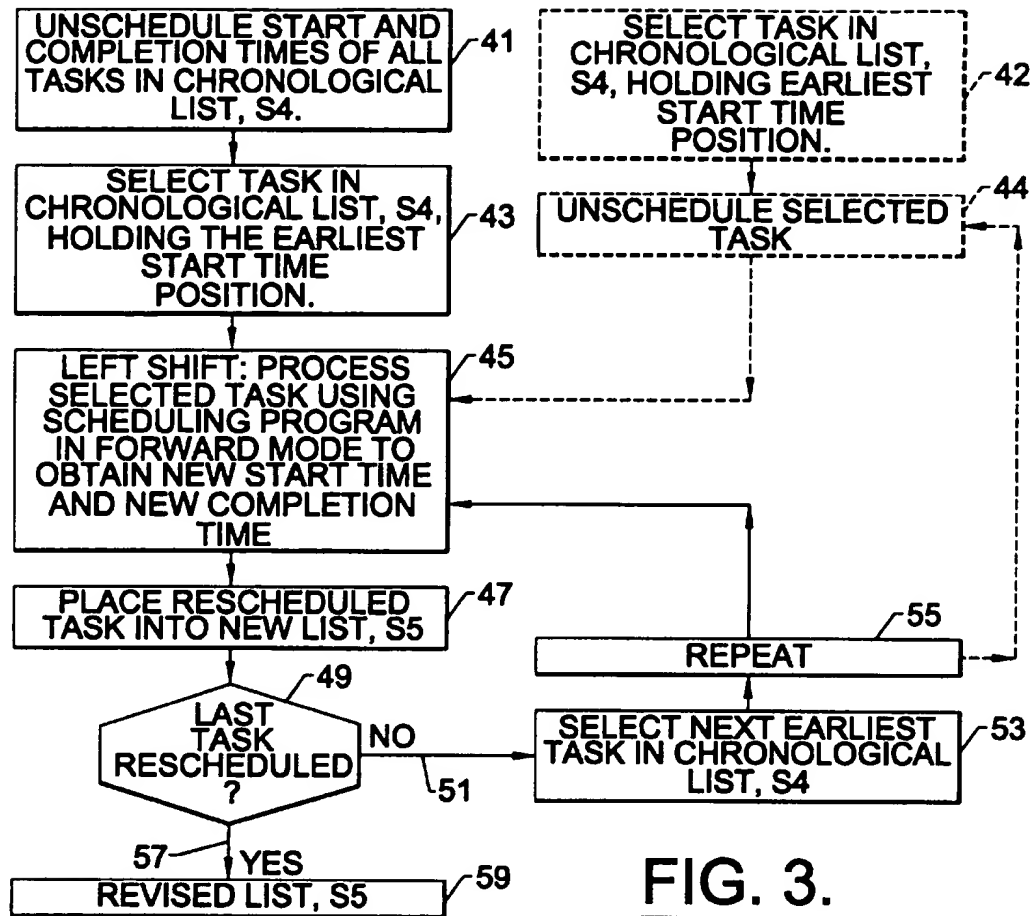 UNSCHEDULE START AND
COMPLETION TIMES OF ALL
TASKS IN CHRONOLOGICAL
LIST, S4.
41
SELECT TASK IN
CHRONOLOGICAL LIST, S4,
HOLDING THE EARLIEST
START TIME
POSITION.
43
LEFT SHIFT: PROCESS
SELECTED TASK USING
SCHEDULING PROGRAM
IN FORWARD MODE TO
OBTAIN NEW START TIME
AND NEW COMPLETION
TIME
45
PLACE RESCHEDULED
TASK INTO NEW LIST, S5
47
LAST
TASK
RESCHEDULED
?
49
NO
51
57
YES
REVISED LIST, S5
59
SELECT TASK IN
CHRONOLOGICAL LIST,
S4, HOLDING EARLIEST
START TIME
POSITION.
42
UNSCHEDULE SELECTED
TASK
44
55
REPEAT
SELECT NEXT EARLIEST
TASK IN CHRONOLOGICAL
LIST, S4
53
FIG. 3.